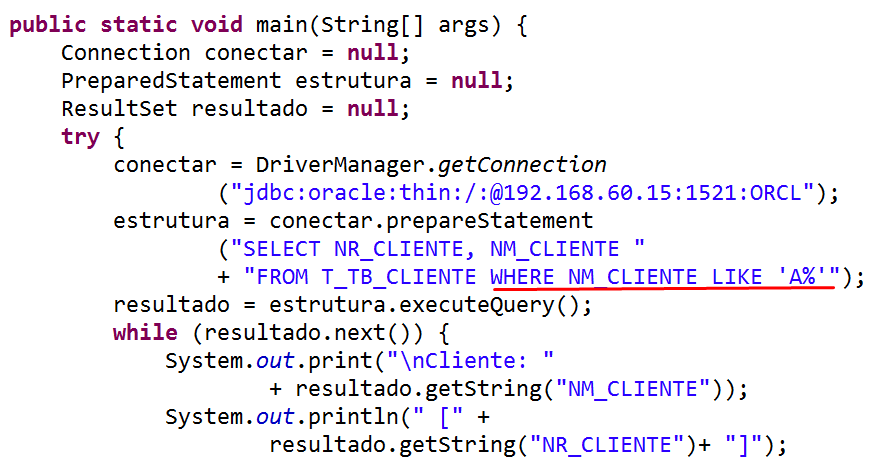 public static void main(String[] args) {
    Connection conectar = null;
    PreparedStatement estrutura = null;
    ResultSet resultado = null;
    try {
        conectar = DriverManager.getConnection
                ("jdbc:oracle:thin:/:@192.168.60.15:1521:ORCL");
        estrutura = conectar.prepareStatement
                ("SELECT NR_CLIENTE, NM_CLIENTE "
                + "FROM T_TB_CLIENTE WHERE NM_CLIENTE LIKE 'A%'");
        resultado = estrutura.executeQuery();
        while (resultado.next()) {
            System.out.print("\nCliente: "
                    + resultado.getString("NM_CLIENTE"));
            System.out.println(" [" +
                    resultado.getString("NR_CLIENTE")+ "]");